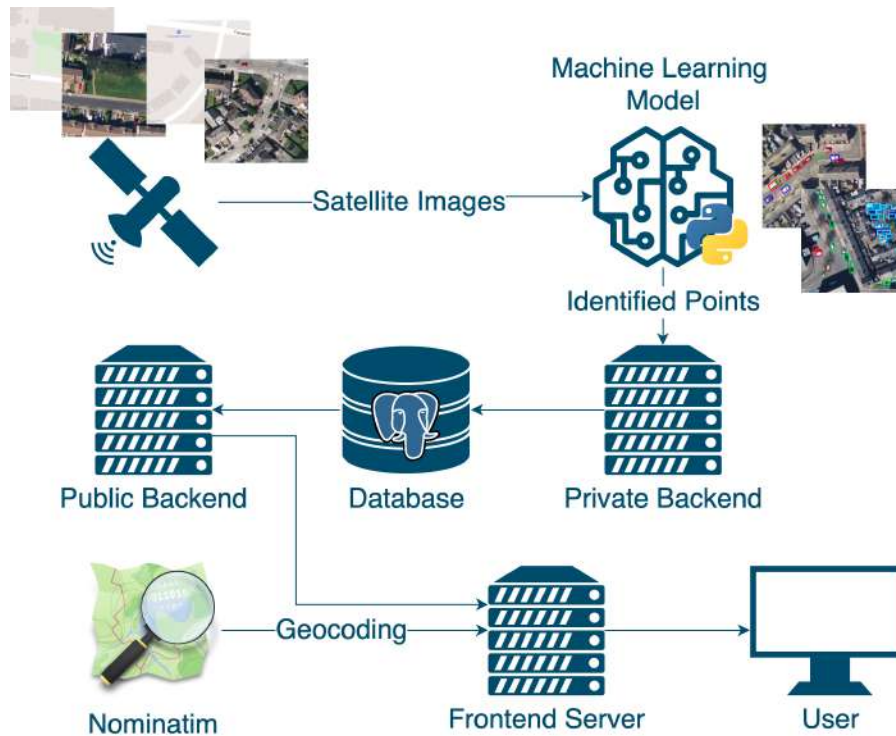 Machine Learning
Model
Satellite Images
Identified Points
Public Backend
Database
Private Backend
Geocoding
Nominatim
Frontend Server
User